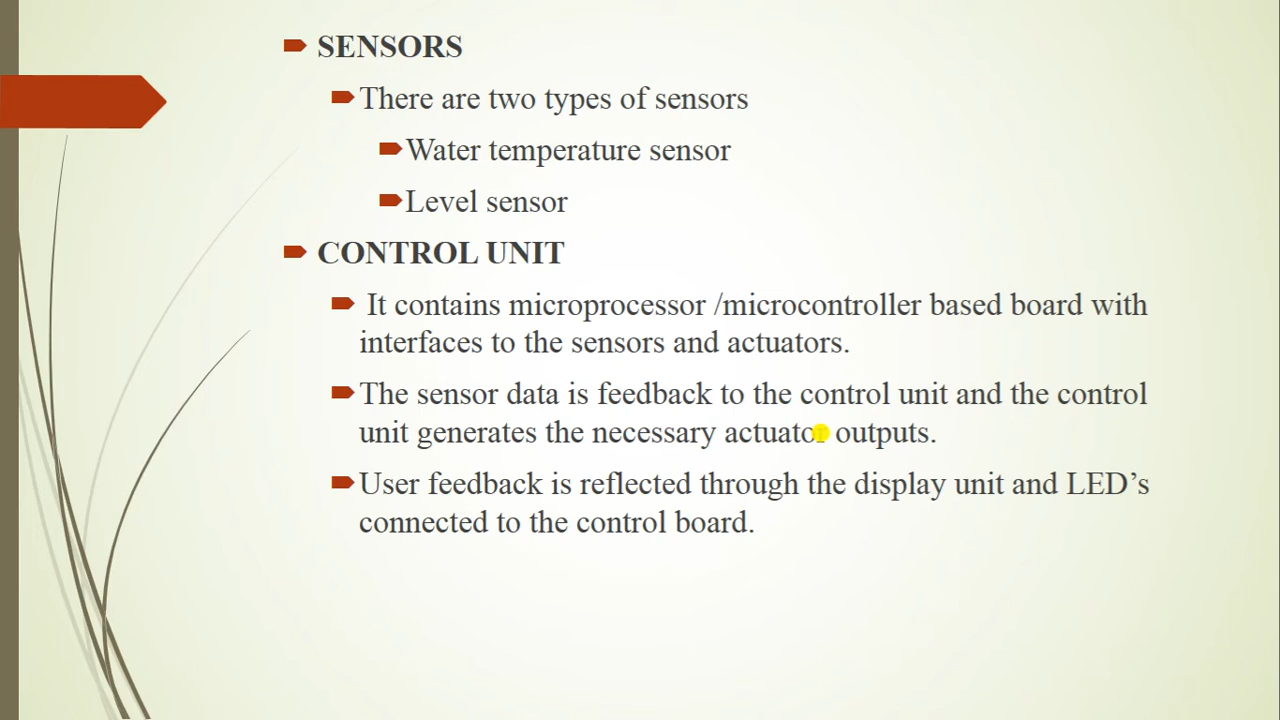 SENSORS
There are two types of sensors
Water temperature sensor
Level sensor
CONTROL UNIT
It contains microprocessor /microcontroller based board with
interfaces to the sensors and actuators.
The sensor data is feedback to the control unit and the control
unit generates the necessary actuator outputs.
User feedback is reflected through the display unit and LED’s
connected to the control board.